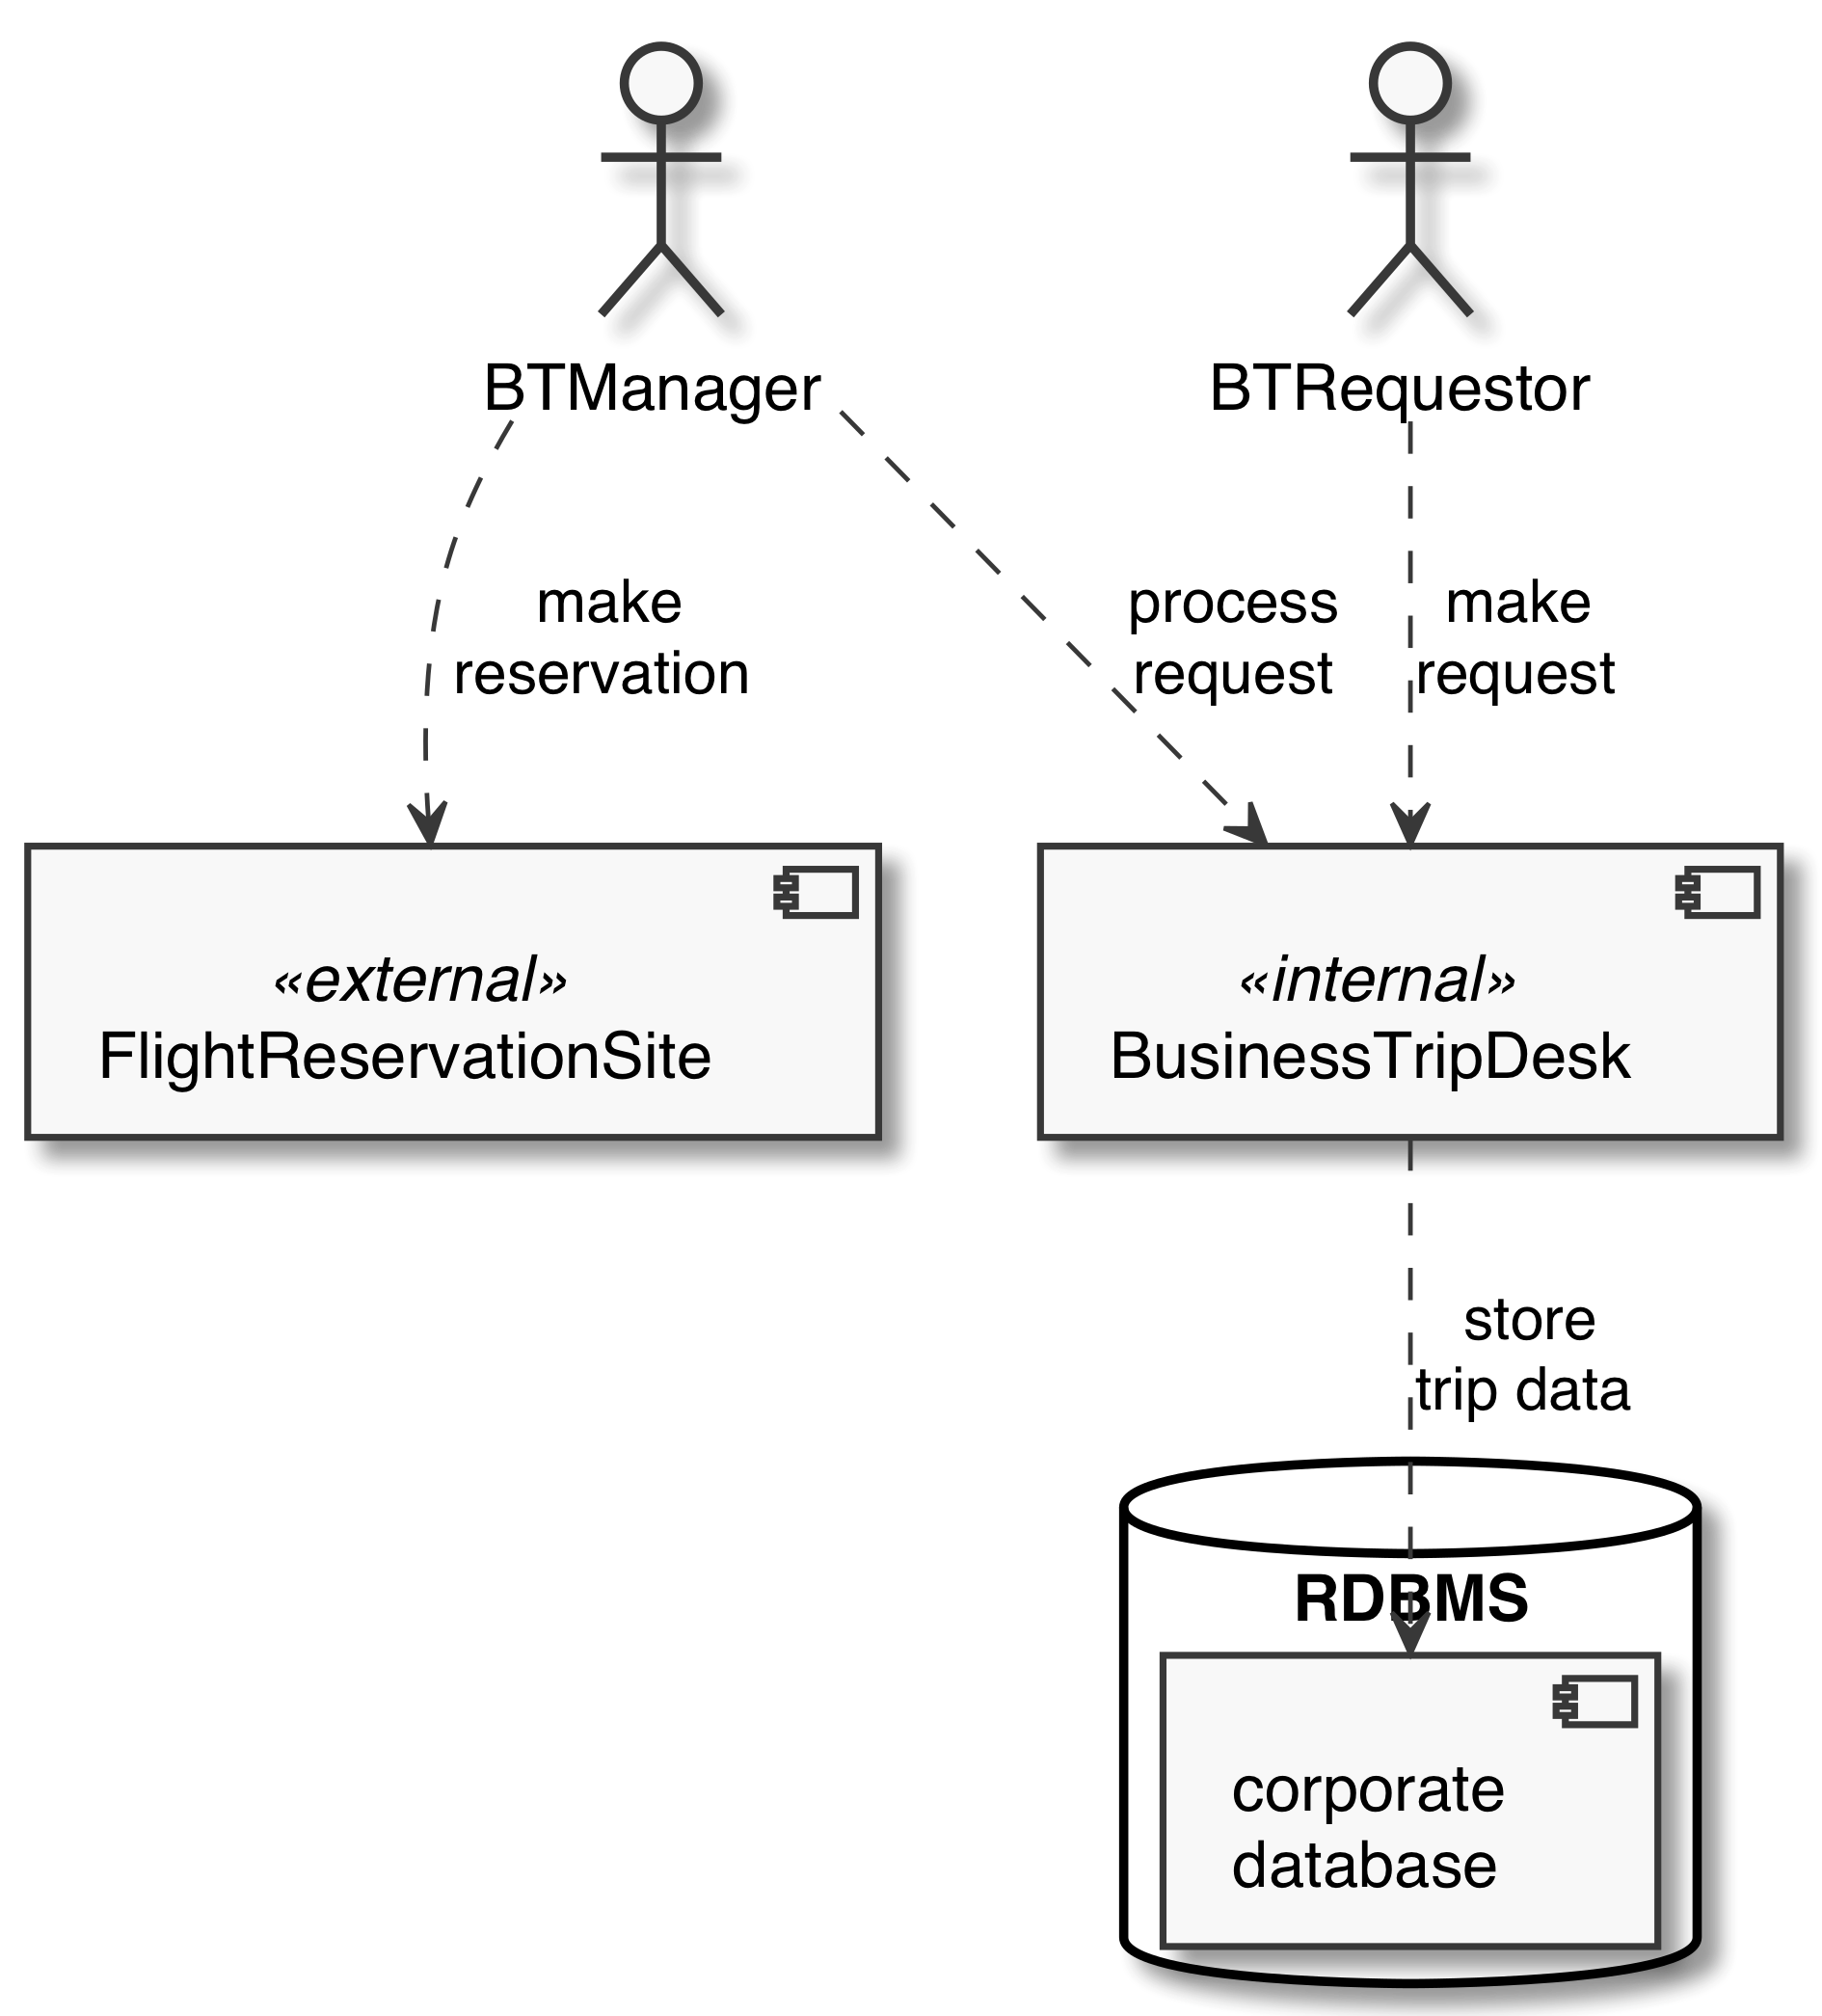 BTManager
BTRequestor
make
reservation
process
request
make
request
«external»
FlightReservationSite
«internal»
BusinessTripDesk
store
trip data
RDBMS
corporate
database